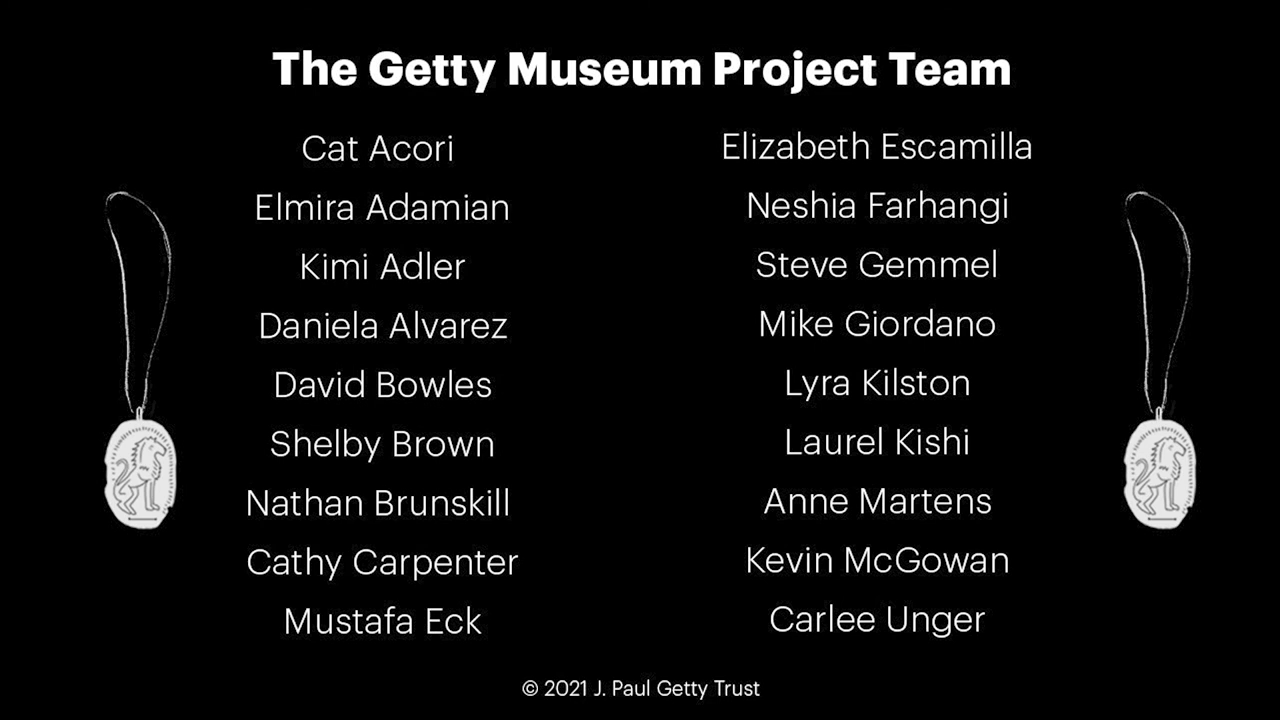 The Getty Museum Project Team
Cat Acori
Elmira Adamian
Kimi Adler
Daniela Alvarez
David Bowles
Shelby Brown
Nathan Brunskill
Cathy Carpenter
Mustafa Eck
Elizabeth Escamilla
Neshia Farhangi
Steve Gemmel
Mike Giordano
Lyra Kilston
Laurel Kishi
Anne Martens
Kevin McGowan
Carlee Unger
© 2021 J. Paul Getty Trust